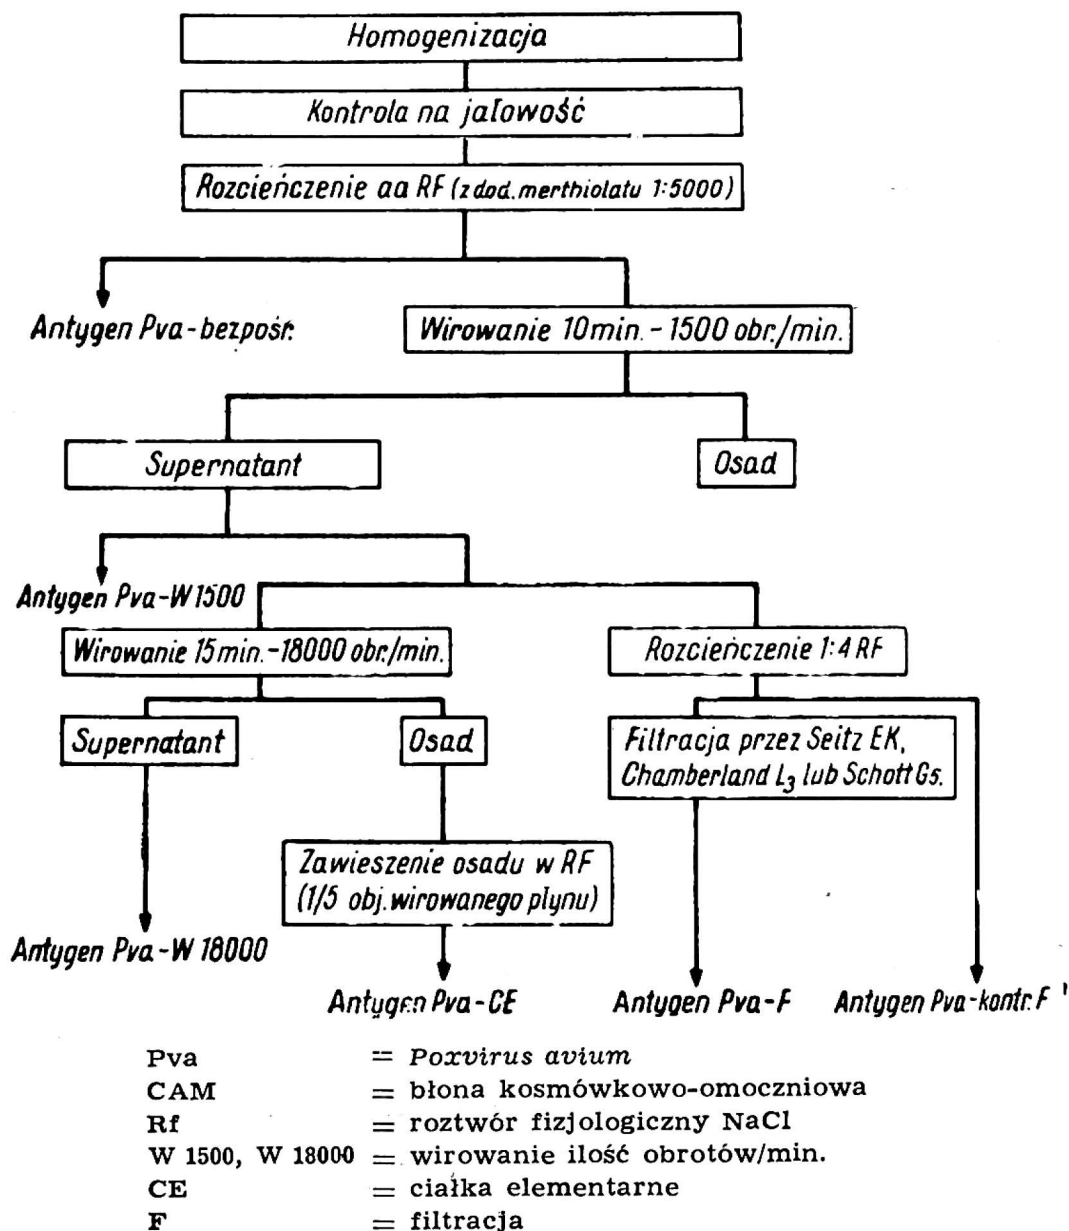 Homogenizacja
Kontrola na jałowość
Rozcieńczenie aa RF (z dod. merthiolatu 1:5000)
Antygen Pva-bezpośr.
Wirowanie 10 min. - 1500 obr./min.
Supernatant
Osad
Antygen Pva-W 1500
Wirowanie 15 min. - 18000 obr./min.
Rozcieńczenie 1:4 RF
Supernatant
Osad
Filtracja przez Seitz EK,
Chamberland L3 lub Schott G5.
Zawieszenie osadu w RF
(1/5 obj. wirowanego płynu)
Antygen Pva-W 18000
Antygen Pva-CE
Antygen Pva-F
Antygen Pva-kontr. F
Pva = Poxvirus avium
CAM = błona kosmówkowo-omoczniowa
Rf = roztwór fizjologiczny NaCl
W 1500, W 18000 = wirowanie ilość obrotów/min.
CE = ciałka elementarne
F = filtracja